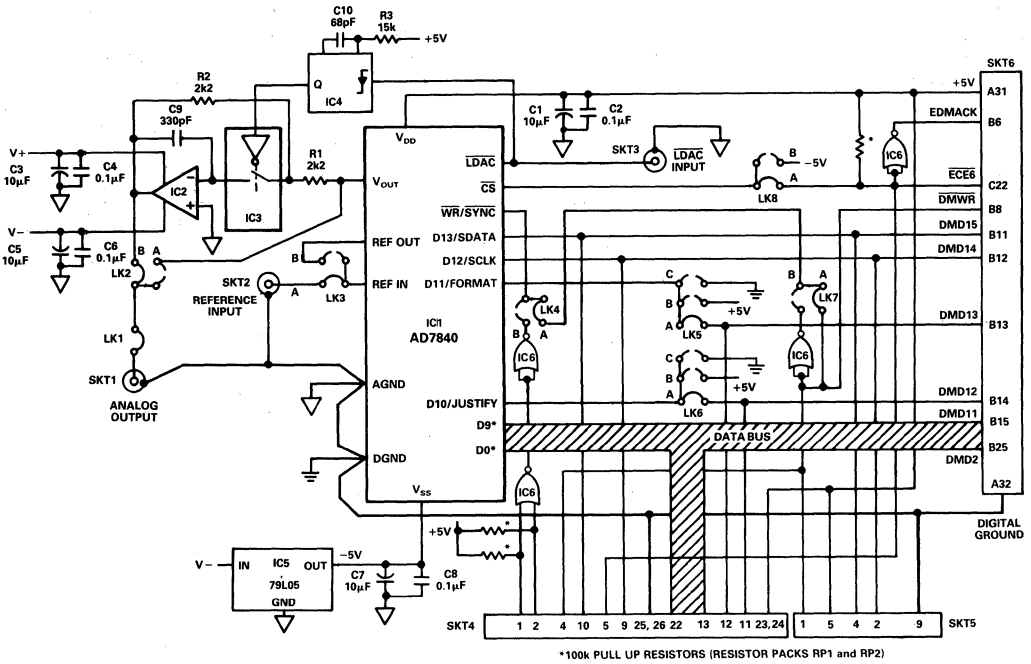 C10
68pF
R3
15k
+5V
Q
IC4
SKT6
+5V
A31
R2
2k2
C9
330pF
C1
10µF
C2
0.1µF
EDMACK
B6
V+
C3
10µF
C4
0.1µF
IC2
IC3
R1
2k2
VDD
VOUT
LDAC
SKT3
LDAC
INPUT
IC6
*
B
-5V
A
LK8
CS
ECE6
C22
DMWR
B8
WR/SYNC
V-
C5
10µF
C6
0.1µF
B A
LK2
REF OUT
D13/SDATA
DMD15
B11
D12/SCLK
DMD14
B12
SKT2
REFERENCE
INPUT
B
A
LK3
REF IN
D11/FORMAT
C
B
+5V
A
LK5
B
A
LK7
LK4
B
A
IC6
IC6
IC1
AD7840
DMD13
B13
LK1
SKT1
ANALOG
OUTPUT
AGND
C
B
+5V
A
LK6
D10/JUSTIFY
DMD12
B14
DMD11
B15
D9*
DATA BUS
D0*
B25
DMD2
DGND
VSS
IC6
A32
+5V
*
*
DIGITAL
GROUND
V-
IN
IC5
79L05
OUT
GND
-5V
C7
10µF
C8
0.1µF
SKT4
1 2 4 10 5 9 25, 26 22 13 12 11 23, 24
1 5 4 2 9
SKT5
*100k PULL UP RESISTORS (RESISTOR PACKS RP1 and RP2)